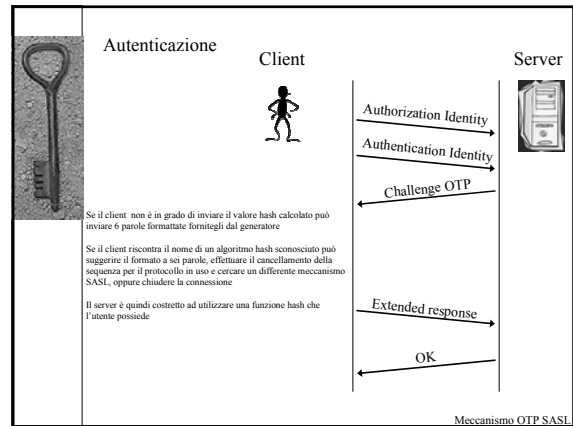 Autenticazione
Client
Server
Authorization Identity
Authentication Identity
Challenge OTP
Se il client non è in grado di inviare il valore hash calcolato può
inviare 6 parole formattate fornitegli dal generatore
Se il client riscontra il nome di un algoritmo hash sconosciuto può
suggerire il formato a sei parole, effettuare il cancellamento della
sequenza per il protocollo in uso e cercare un differente meccanismo
SASL, oppure chiudere la connessione
Il server è quindi costretto ad utilizzare una funzione hash che
l'utente possiede
Extended response
OK
Meccanismo OTP SASL